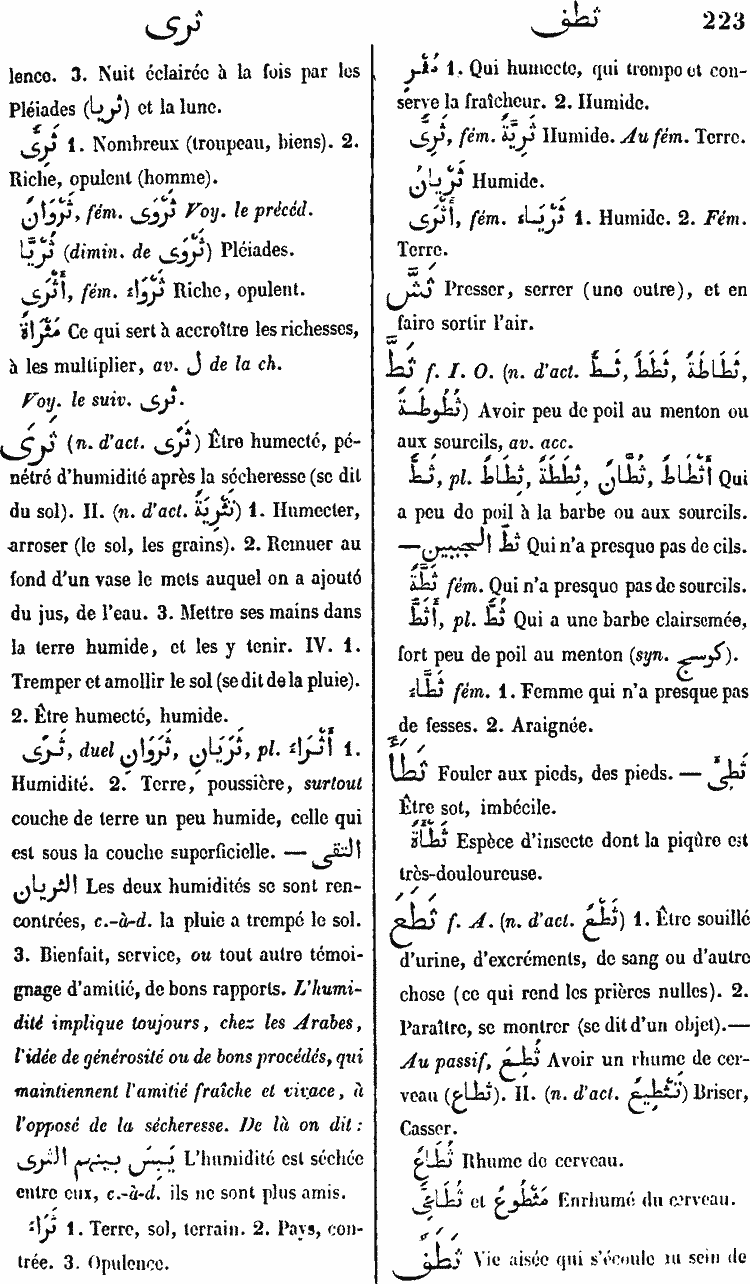 ثرى
ثطف
223
lence. 3. Nuit éclairée à la fois par les
Pléiades (ثريا) et la lune.
ثَرِىٌّ 1. Nombreux (troupeau, biens). 2.
Riche, opulent (homme).
ثَرْوَانُ, fém. ثَرْوَى Voy. le précéd.
ثُرَيَّا (dimin. de ثَرْوَى) Pléiades.
أَثْرَى, fém. ثَرْوَاءُ Riche, opulent.
مَثْرَاةٌ Ce qui sert à accroître les richesses,
à les multiplier, av. ل de la ch.
Voy. le suiv. ثرى.
ثَرِىَ (n. d'act. ثَرًى) Être humecté, pé-
nétré d'humidité après la sécheresse (se dit
du sol). II. (n. d'act. تَثْرِيَةٌ) 1. Humecter,
arroser (le sol, les grains). 2. Remuer au
fond d'un vase le mets auquel on a ajouté
du jus, de l'eau. 3. Mettre ses mains dans
la terre humide, et les y tenir. IV. 1.
Tremper et amollir le sol (se dit de la pluie).
2. Être humecté, humide.
ثَرًى, duel ثَرَيَانِ, ثَرَوَانِ, pl. أَثْرَاءٌ 1.
Humidité. 2. Terre, poussière, surtout
couche de terre un peu humide, celle qui
est sous la couche superficielle. — التقى
الثريان Les deux humidités se sont ren-
contrées, c.-à-d. la pluie a trempé le sol.
3. Bienfait, service, ou tout autre témoi-
gnage d'amitié, de bons rapports. L'humi-
dité implique toujours, chez les Arabes,
l'idée de générosité ou de bons procédés, qui
maintiennent l'amitié fraîche et vivace, à
l'opposé de la sécheresse. De là on dit :
يَبِسَ بينهم الثرى L'humidité est séchée
entre eux, c.-à-d. ils ne sont plus amis.
ثَرَاءٌ 1. Terre, sol, terrain. 2. Pays, con-
trée. 3. Opulence.
1. Qui humecte, qui trempe et con-
serve la fraîcheur. 2. Humide.
ثَرِىٌّ, fém. ثَرِيَّةٌ Humide. Au fém. Terre.
ثَرْيَانُ Humide.
أَثْرَى, fém. ثَرْيَاءُ 1. Humide. 2. Fém.
Terre.
ثَشَّ Presser, serrer (une outre), et en
faire sortir l'air.
ثَطَّ f. I. O. (n. d'act. ثَطٌّ, ثَطَطٌ, ثَطَاطَةٌ,
ثُطُوطَةٌ) Avoir peu de poil au menton ou
aux sourcils, av. acc.
ثَطٌّ, pl. ثِطَاطٌ, ثِطَطَةٌ, ثُطَّانٌ, أَثْطَاطٌ Qui
a peu de poil à la barbe ou aux sourcils.
— ثطّ الجبين Qui n'a presque pas de cils.
ثَطَّةٌ fém. Qui n'a presque pas de sourcils.
أَثَطُّ, pl. ثُطٌّ Qui a une barbe clairsemée,
fort peu de poil au menton (syn. كوسج).
ثَطَّاءُ fém. 1. Femme qui n'a presque pas
de fesses. 2. Araignée.
ثَطَأَ Fouler aux pieds, des pieds. — ثَطِئَ
Être sot, imbécile.
ثُطْأَةٌ Espèce d'insecte dont la piqûre est
très-douloureuse.
ثَطَعَ f. A. (n. d'act. ثَطْعٌ) 1. Être souillé
d'urine, d'excréments, de sang ou d'autre
chose (ce qui rend les prières nulles). 2.
Paraître, se montrer (se dit d'un objet). —
Au passif, ثُطِعَ Avoir un rhume de cer-
veau (ثطاع). II. (n. d'act. تَثْطِيعٌ) Briser,
Casser.
ثُطَاعٌ Rhume de cerveau.
ثُطَاعِىٌّ et مَثْطُوعٌ Enrhumé du cerveau.
ثَطَفٌ Vie aisée qui s'écoule au sein de